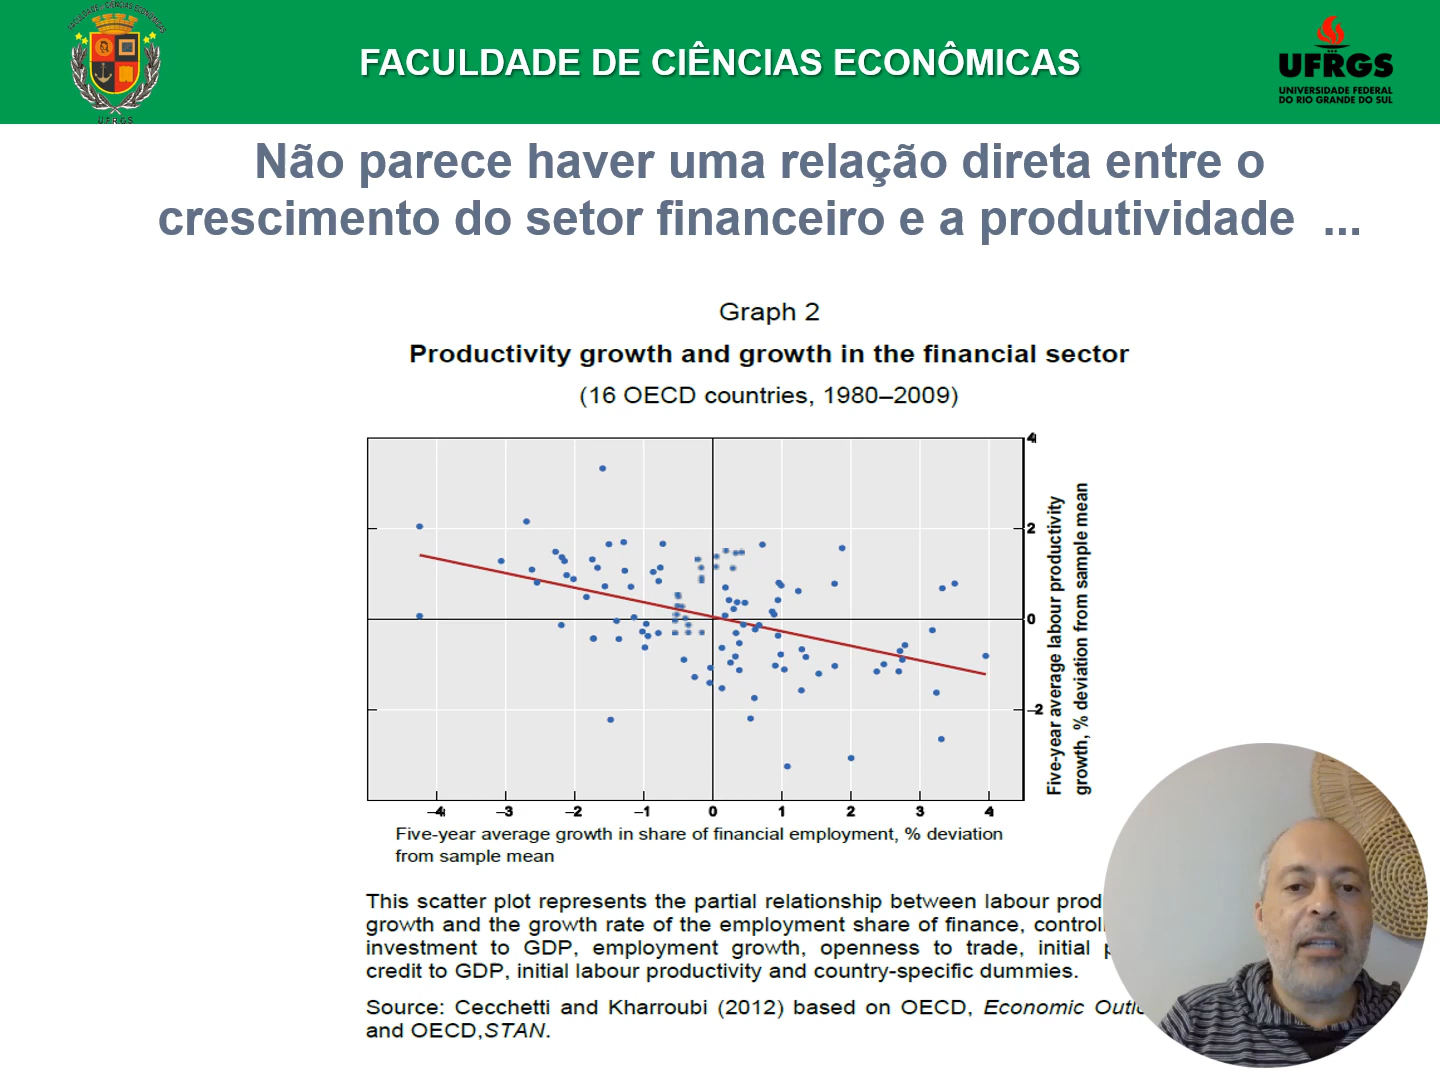 FACULDADE DE CIÊNCIAS ECONÔMICAS
UFRGS
UFRGS
UNIVERSIDADE FEDERAL
DO RIO GRANDE DO SUL
Não parece haver uma relação direta entre o
crescimento do setor financeiro e a produtividade ...
Graph 2
Productivity growth and growth in the financial sector
(16 OECD countries, 1980–2009)
4
2
0
–2
Five-year average labour productivity
growth, % deviation from sample mean
–4 –3 –2 –1 0 1 2 3 4
Five-year average growth in share of financial employment, % deviation
from sample mean
This scatter plot represents the partial relationship between labour
growth and the growth rate of the employment share of finance,
investment to GDP, employment growth, openness to trade, initial
credit to GDP, initial labour productivity and country-specific dummies.
Source: Cecchetti and Kharroubi (2012) based on OECD, Economic
and OECD,STAN.